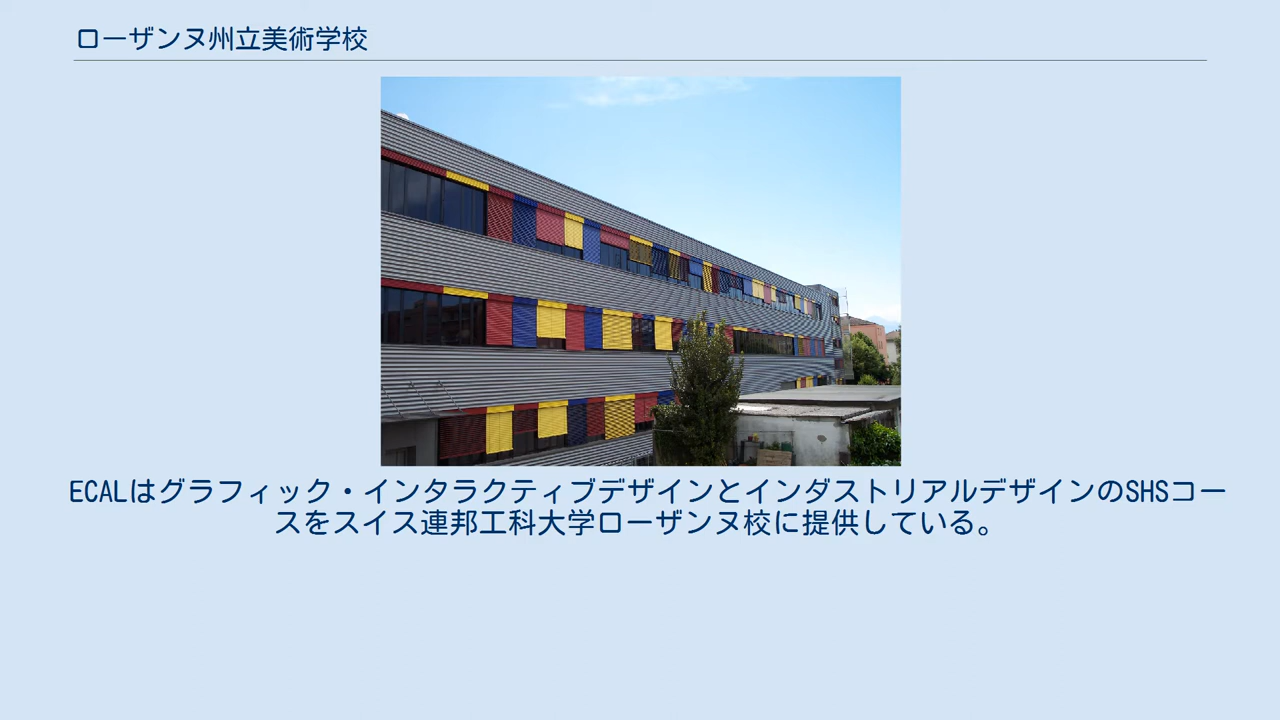 ローザンヌ州立美術学校
ECALはグラフィック・インタラクティブデザインとインダストリアルデザインのSHSコー
スをスイス連邦工科大学ローザンヌ校に提供している。